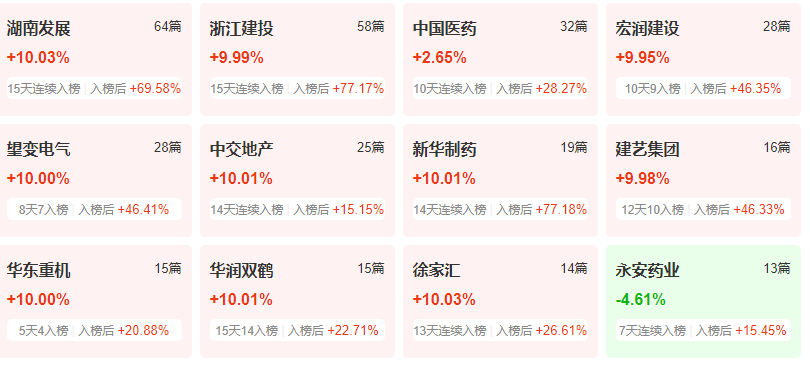 湖南发展 64篇
+10.03%
15天连续入榜 | 入榜后 +69.58%
浙江建投 58篇
+9.99%
15天连续入榜 | 入榜后 +77.17%
中国医药 32篇
+2.65%
10天连续入榜 | 入榜后 +28.27%
宏润建设 28篇
+9.95%
10天9入榜 | 入榜后 +46.35%
望变电气 28篇
+10.00%
8天7入榜 | 入榜后 +46.41%
中交地产 25篇
+10.01%
14天连续入榜 | 入榜后 +15.15%
新华制药 19篇
+10.01%
14天连续入榜 | 入榜后 +77.18%
建艺集团 16篇
+9.98%
12天10入榜 | 入榜后 +46.33%
华东重机 15篇
+10.00%
5天4入榜 | 入榜后 +20.88%
华润双鹤 15篇
+10.01%
15天14入榜 | 入榜后 +22.71%
徐家汇 14篇
+10.03%
13天连续入榜 | 入榜后 +26.61%
永安药业 13篇
-4.61%
7天连续入榜 | 入榜后 +15.45%